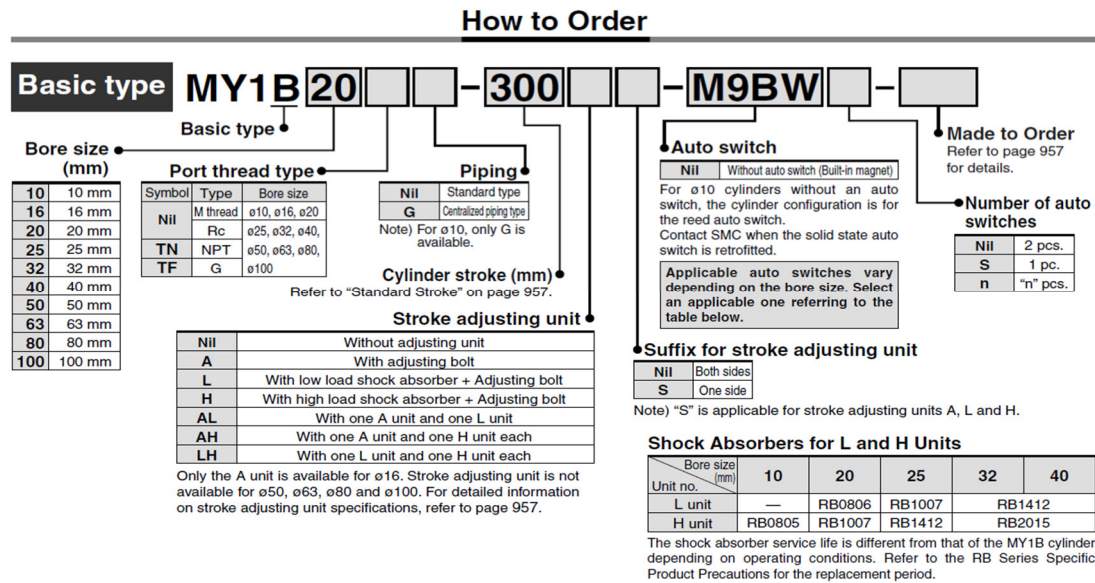 How to Order
Basic type MY1B 20 - 300 - M9BW -
Basic type
Bore size
(mm)
10 10 mm
16 16 mm
20 20 mm
25 25 mm
32 32 mm
40 40 mm
50 50 mm
63 63 mm
80 80 mm
100 100 mm
Port thread type
Symbol Type Bore size
Nil M thread ø10, ø16, ø20
Rc ø25, ø32, ø40,
TN NPT ø50, ø63, ø80,
TF G ø100
Piping
Nil Standard type
G Centralized piping type
Note) For ø10, only G is
available.
Cylinder stroke (mm)
Refer to “Standard Stroke” on page 957.
Stroke adjusting unit
Nil Without adjusting unit
A With adjusting bolt
L With low load shock absorber + Adjusting bolt
H With high load shock absorber + Adjusting bolt
AL With one A unit and one L unit
AH With one A unit and one H unit each
LH With one L unit and one H unit each
Only the A unit is available for ø16. Stroke adjusting unit is not
available for ø50, ø63, ø80 and ø100. For detailed information
on stroke adjusting unit specifications, refer to page 957.
Auto switch
Nil Without auto switch (Built-in magnet)
For ø10 cylinders without an auto
switch, the cylinder configuration is for
the reed auto switch.
Contact SMC when the solid state auto
switch is retrofitted.
Applicable auto switches vary
depending on the bore size. Select
an applicable one referring to the
table below.
Made to Order
Refer to page 957
for details.
Number of auto
switches
Nil 2 pcs.
S 1 pc.
n “n” pcs.
Suffix for stroke adjusting unit
Nil Both sides
S One side
Note) “S” is applicable for stroke adjusting units A, L and H.
Shock Absorbers for L and H Units
Bore size
(mm)
Unit no.
10 20 25 32 40
L unit — RB0806 RB1007 RB1412
H unit RB0805 RB1007 RB1412 RB2015
The shock absorber service life is different from that of the MY1B cylinder
depending on operating conditions. Refer to the RB Series Specific
Product Precautions for the replacement period.